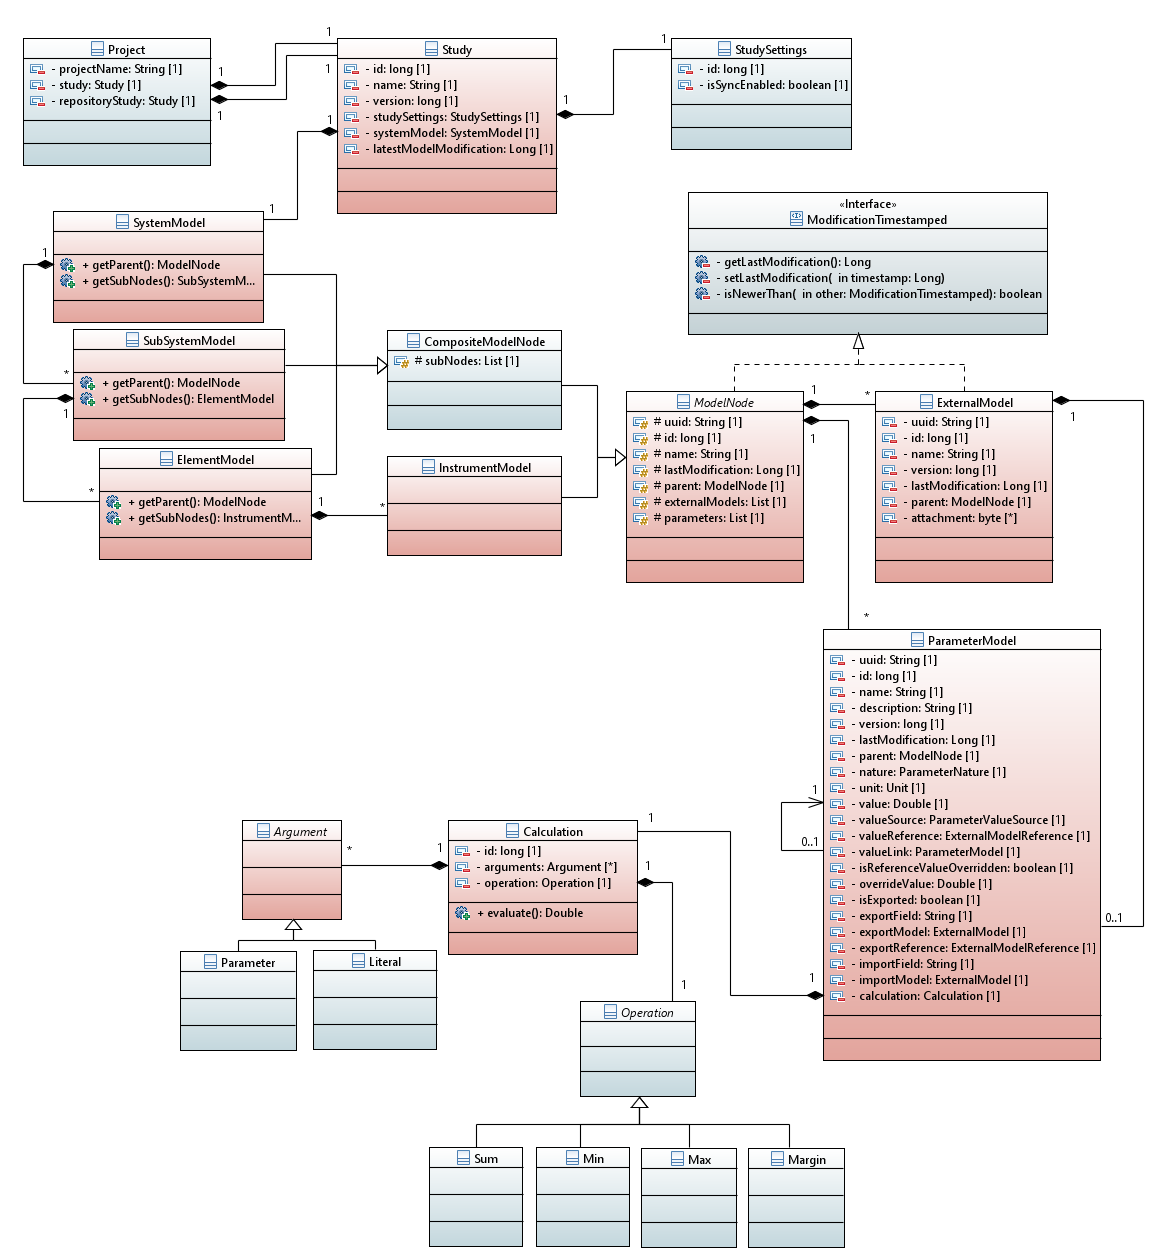 Project
- projectName: String [1]
- study: Study [1]
- repositoryStudy: Study [1]
1
1
1
1
Study
- id: long [1]
- name: String [1]
- version: long [1]
- studySettings: StudySettings [1]
- systemModel: SystemModel [1]
- latestModelModification: Long [1]
1
1
1
1
StudySettings
- id: long [1]
- isSyncEnabled: boolean [1]
«Interface»
ModificationTimestamped
- getLastModification(): Long
- setLastModification( in timestamp: Long)
- isNewerThan( in other: ModificationTimestamped): boolean
SystemModel
+ getParent(): ModelNode
+ getSubNodes(): SubSystemM...
1
*
SubSystemModel
+ getParent(): ModelNode
+ getSubNodes(): ElementModel
1
*
ElementModel
+ getParent(): ModelNode
+ getSubNodes(): InstrumentM...
1
*
CompositeModelNode
# subNodes: List [1]
InstrumentModel
ModelNode
# uuid: String [1]
# id: long [1]
# name: String [1]
# lastModification: Long [1]
# parent: ModelNode [1]
# externalModels: List [1]
# parameters: List [1]
1
*
1
*
ExternalModel
- uuid: String [1]
- id: long [1]
- name: String [1]
- version: long [1]
- lastModification: Long [1]
- parent: ModelNode [1]
- attachment: byte [*]
1
0..1
ParameterModel
- uuid: String [1]
- id: long [1]
- name: String [1]
- description: String [1]
- version: long [1]
- lastModification: Long [1]
- parent: ModelNode [1]
- nature: ParameterNature [1]
- unit: Unit [1]
- value: Double [1]
- valueSource: ParameterValueSource [1]
- valueReference: ExternalModelReference [1]
- valueLink: ParameterModel [1]
- isReferenceValueOverridden: boolean [1]
- overrideValue: Double [1]
- isExported: boolean [1]
- exportField: String [1]
- exportModel: ExternalModel [1]
- exportReference: ExternalModelReference [1]
- importField: String [1]
- importModel: ExternalModel [1]
- calculation: Calculation [1]
1
0..1
1
1
Argument
*
1
Calculation
- id: long [1]
- arguments: Argument [*]
- operation: Operation [1]
+ evaluate(): Double
1
1
Parameter
Literal
Operation
Sum
Min
Max
Margin